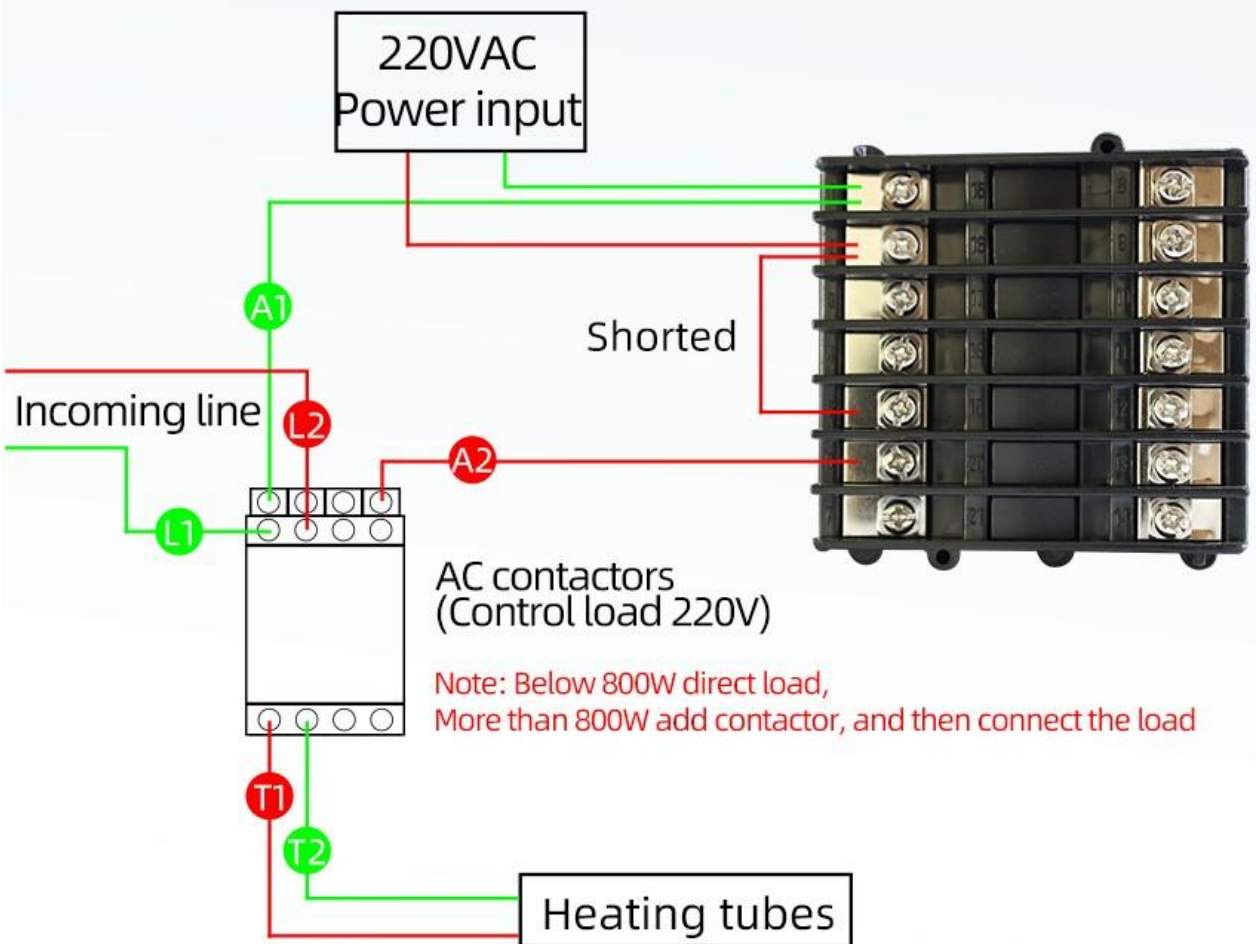 220VAC
Power input
A1
Shorted
Incoming line
L2
A2
L1
AC contactors
(Control load 220V)
Note: Below 800W direct load,
More than 800W add contactor, and then connect the load
T1
T2
Heating tubes